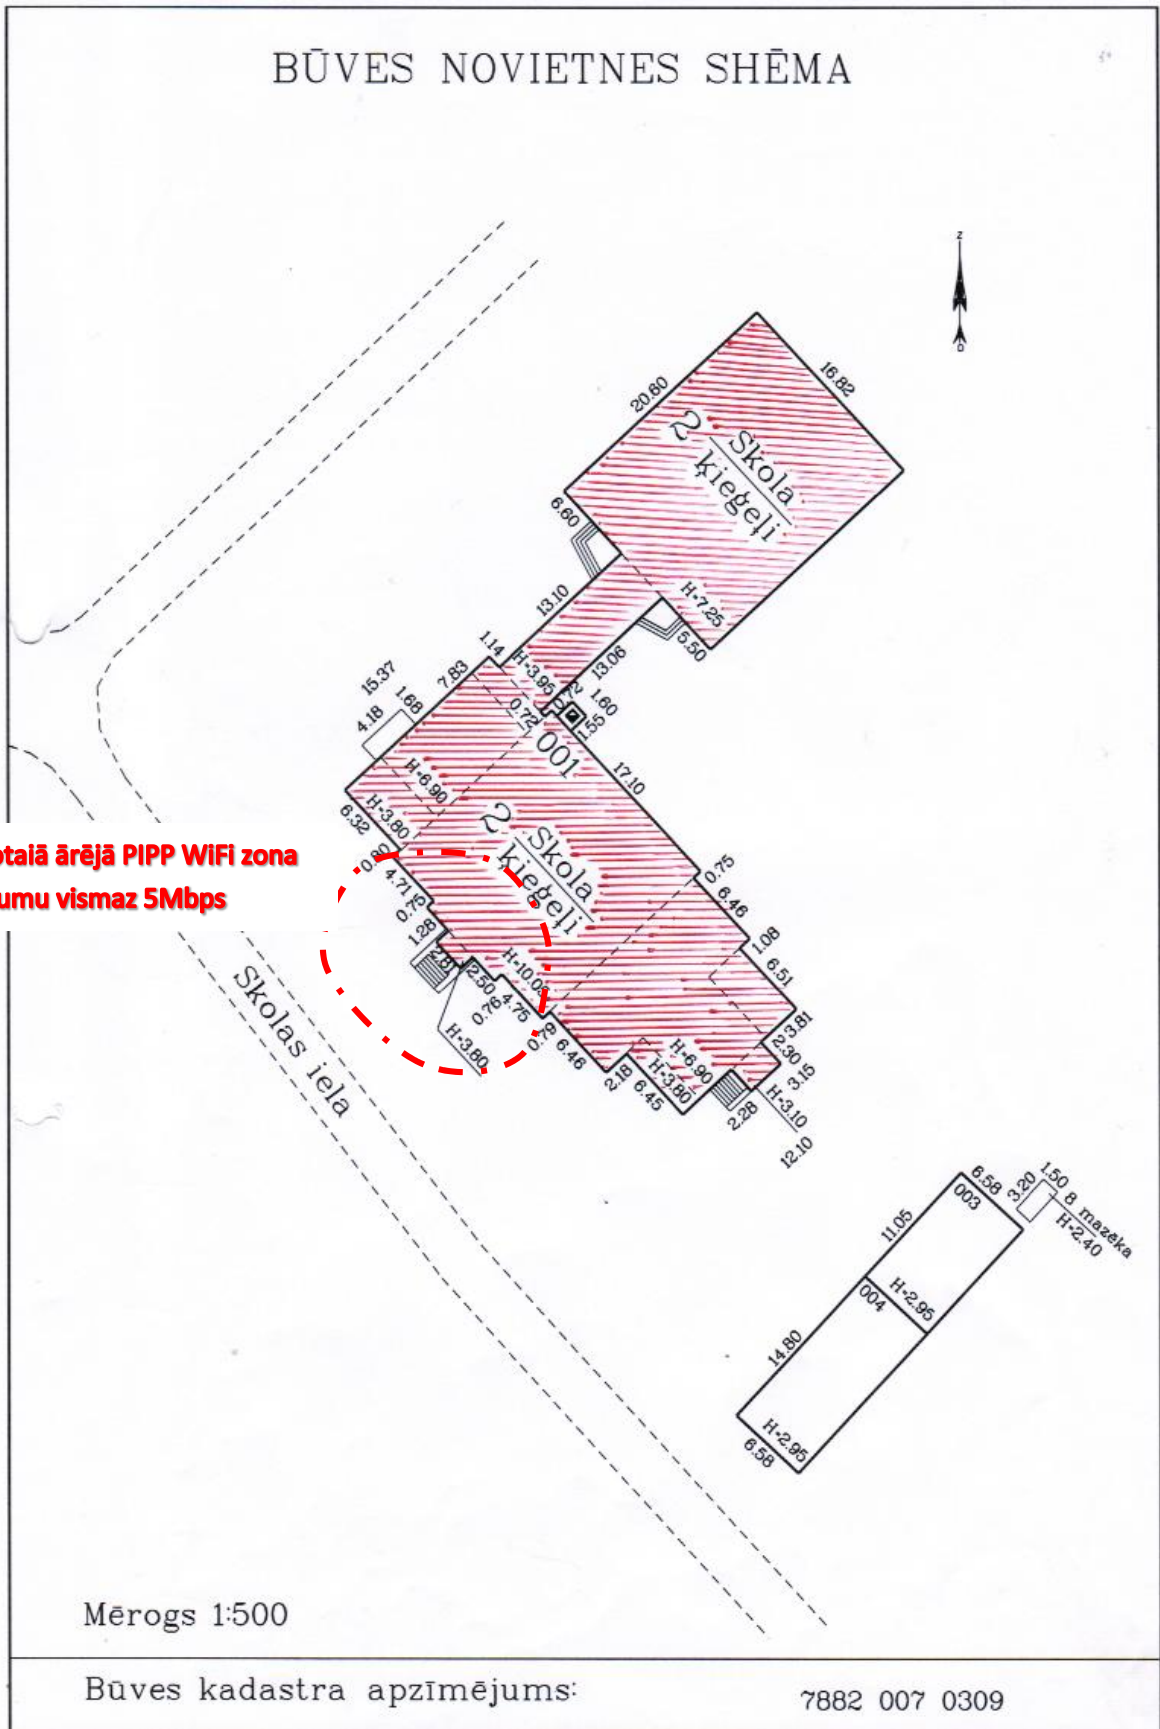 BŪVES NOVIETNES SHĒMA
Z
D
20.60
16.82
2 Skola
ķieģeļi
6.60
H-7.25
5.50
13.10
13.06
1.14
H-3.95
1.60
1.55
0.72
7.83
15.37
1.68
4.18
001
17.10
H-6.90
H-3.80
6.32
2 Skola
ķieģeļi
0.80
4.71
0.75
1.28
2.81
2.50
0.76
4.75
H-10.05
H-3.80
0.78
6.46
2.18
6.45
H-6.90
H-3.80
2.28
0.75
6.46
1.08
6.51
3.81
2.30
3.15
H-3.10
12.10
otaiā ārējā PIPP WiFi zona
umu vismaz 5Mbps
Skolas iela
6.58
003
3.20
1.50
8 mazēka
H-2.40
11.05
004
H-2.95
14.80
H-2.95
6.58
Mērogs 1:500
Būves kadastra apzīmējums:
7882 007 0309